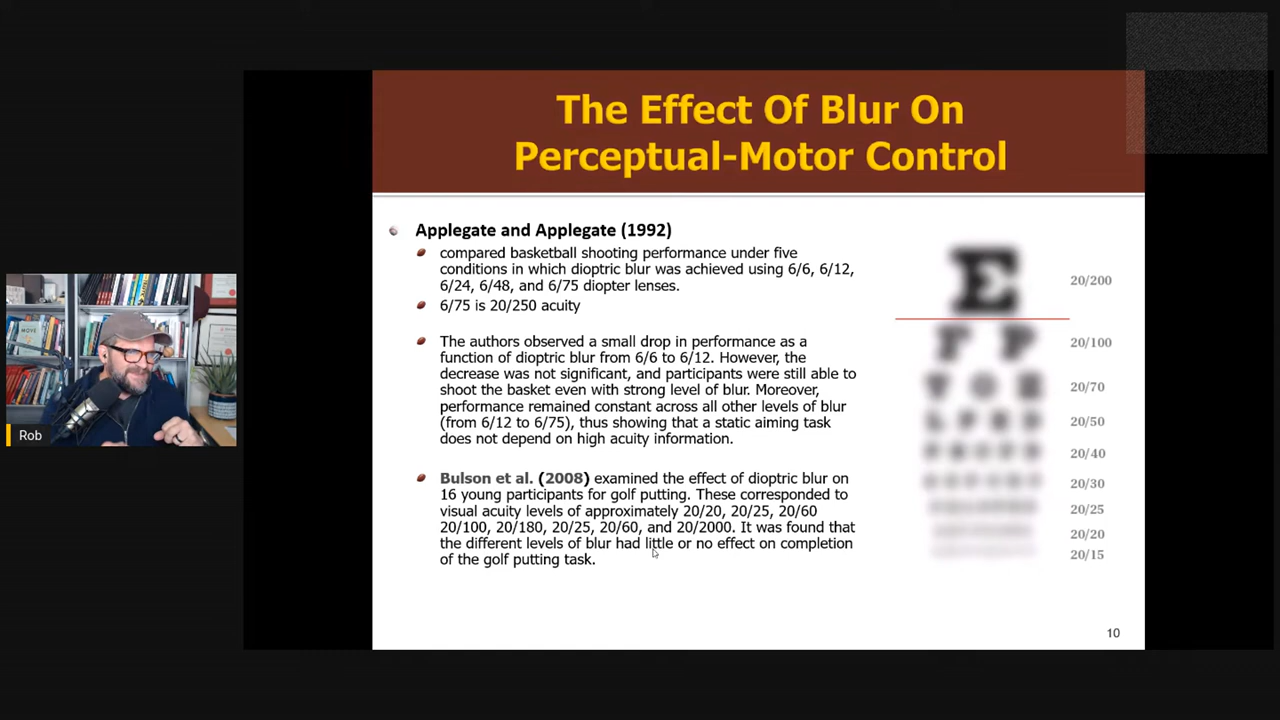 The Effect Of Blur On
Perceptual-Motor Control
Applegate and Applegate (1992)
compared basketball shooting performance under five
conditions in which dioptric blur was achieved using 6/6, 6/12,
6/24, 6/48, and 6/75 diopter lenses.
6/75 is 20/250 acuity
The authors observed a small drop in performance as a
function of dioptric blur from 6/6 to 6/12. However, the
decrease was not significant, and participants were still able to
shoot the basket even with strong level of blur. Moreover,
performance remained constant across all other levels of blur
(from 6/12 to 6/75), thus showing that a static aiming task
does not depend on high acuity information.
Bulson et al. (2008) examined the effect of dioptric blur on
16 young participants for golf putting. These corresponded to
visual acuity levels of approximately 20/20, 20/25, 20/60
20/100, 20/180, 20/25, 20/60, and 20/2000. It was found that
the different levels of blur had little or no effect on completion
of the golf putting task.
E 20/200
F P 20/100
T O Z 20/70
L P E D 20/50
20/40
20/30
20/25
20/20
20/15
10
Rob
MOVE